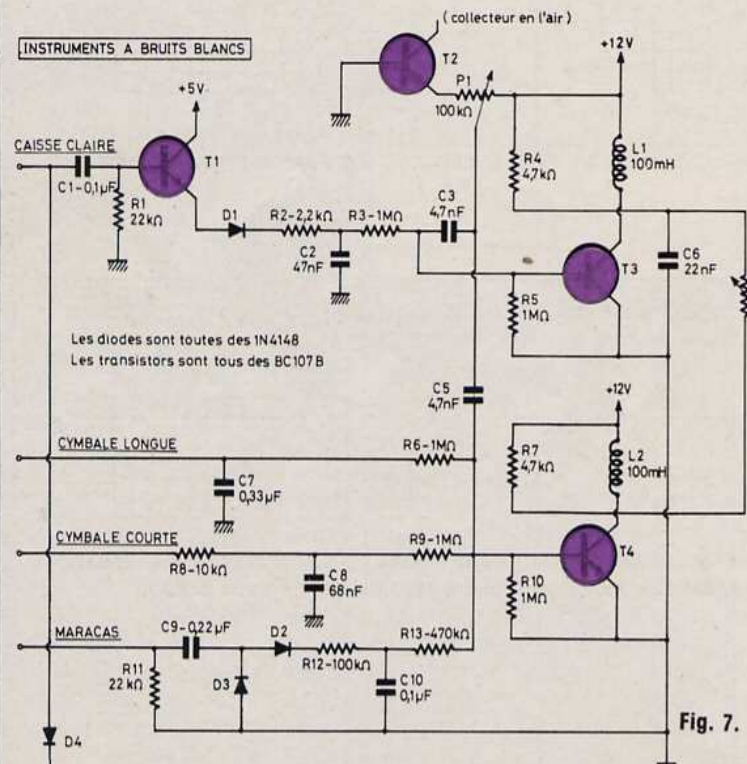 INSTRUMENTS A BRUITS BLANCS
(collecteur en l'air)
T2
+12V
P1
100kΩ
+5V
CAISSE CLAIRE
T1
C1-0,1µF
R1
22kΩ
R4
4,7kΩ
L1
100mH
D1
R2-2,2kΩ
R3-1MΩ
C3
4,7nF
C2
47nF
T3
C6
22nF
R5
1MΩ
Les diodes sont toutes des 1N4148
Les transistors sont tous des BC107B
C5
4,7nF
+12V
CYMBALE LONGUE
R6-1MΩ
R7
4,7kΩ
L2
100mH
C7
0,33µF
CYMBALE COURTE
R9-1MΩ
R8-10kΩ
C8
68nF
T4
R10
1MΩ
MARACAS
C9-0,22µF
D2
R13-470kΩ
R12-100kΩ
R11
22kΩ
D3
C10
0,1µF
D4
Fig. 7.